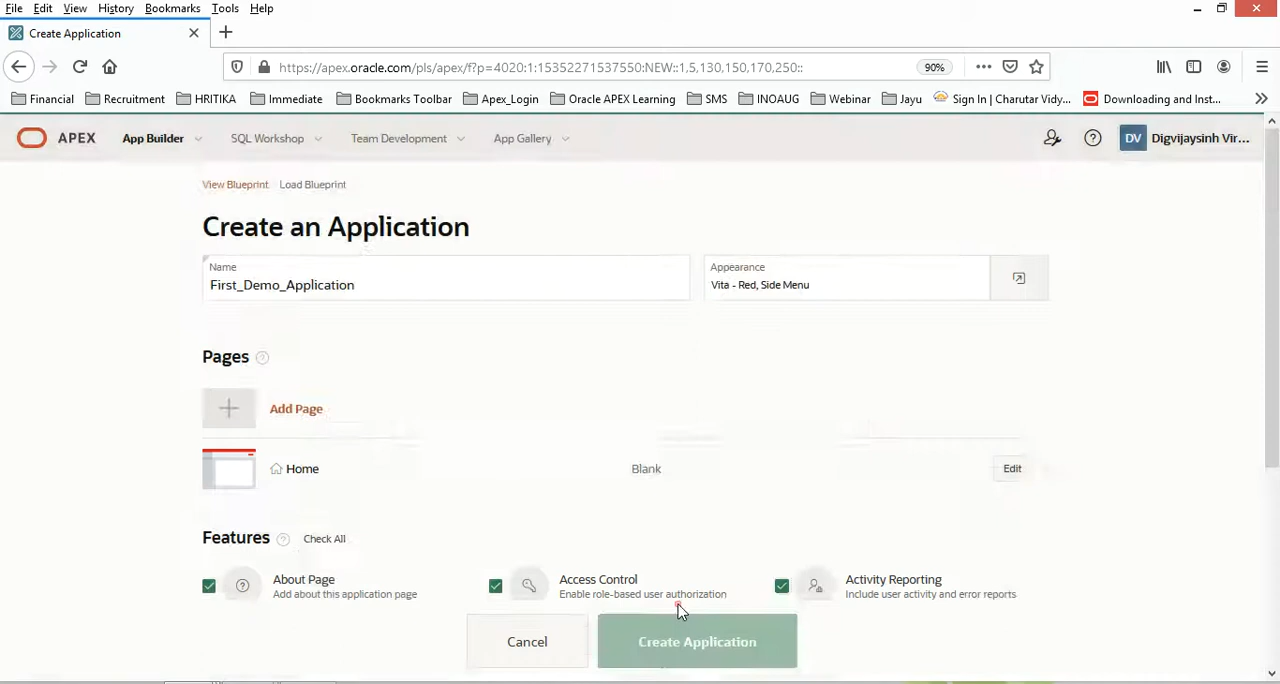 File Edit View History Bookmarks Tools Help
Create Application
https://apex.oracle.com/pls/apex/f?p=4020:1:15352271537550:NEW::1,5,130,150,170,250:: 90%
Financial Recruitment HRITIKA Immediate Bookmarks Toolbar Apex_Login Oracle APEX Learning SMS INOAUG Webinar Jayu Sign In | Charutar Vidy... Downloading and Inst...
APEX App Builder SQL Workshop Team Development App Gallery DV Digvijaysinh Vir...
View Blueprint Load Blueprint
Create an Application
Name
First_Demo_Application
Appearance
Vita - Red, Side Menu
Pages
Add Page
Home Blank Edit
Features Check All
About Page
Add about this application page
Access Control
Enable role-based user authorization
Activity Reporting
Include user activity and error reports
Cancel Create Application